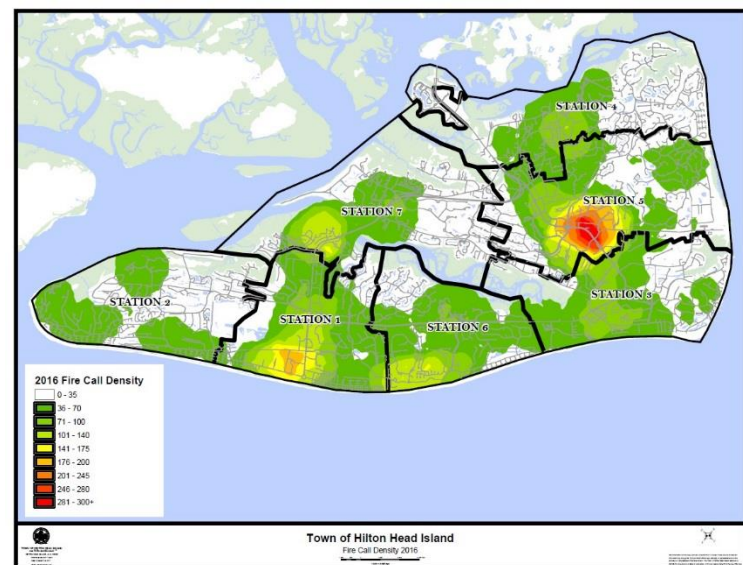 STATION 4
STATION 5
STATION 7
STATION 2
STATION 1
STATION 6
STATION 3
2016 Fire Call Density
0 - 35
36 - 70
71 - 100
101 - 140
141 - 175
176 - 200
201 - 245
246 - 280
281 - 300+
Town of Hilton Head Island
Fire Call Density 2016